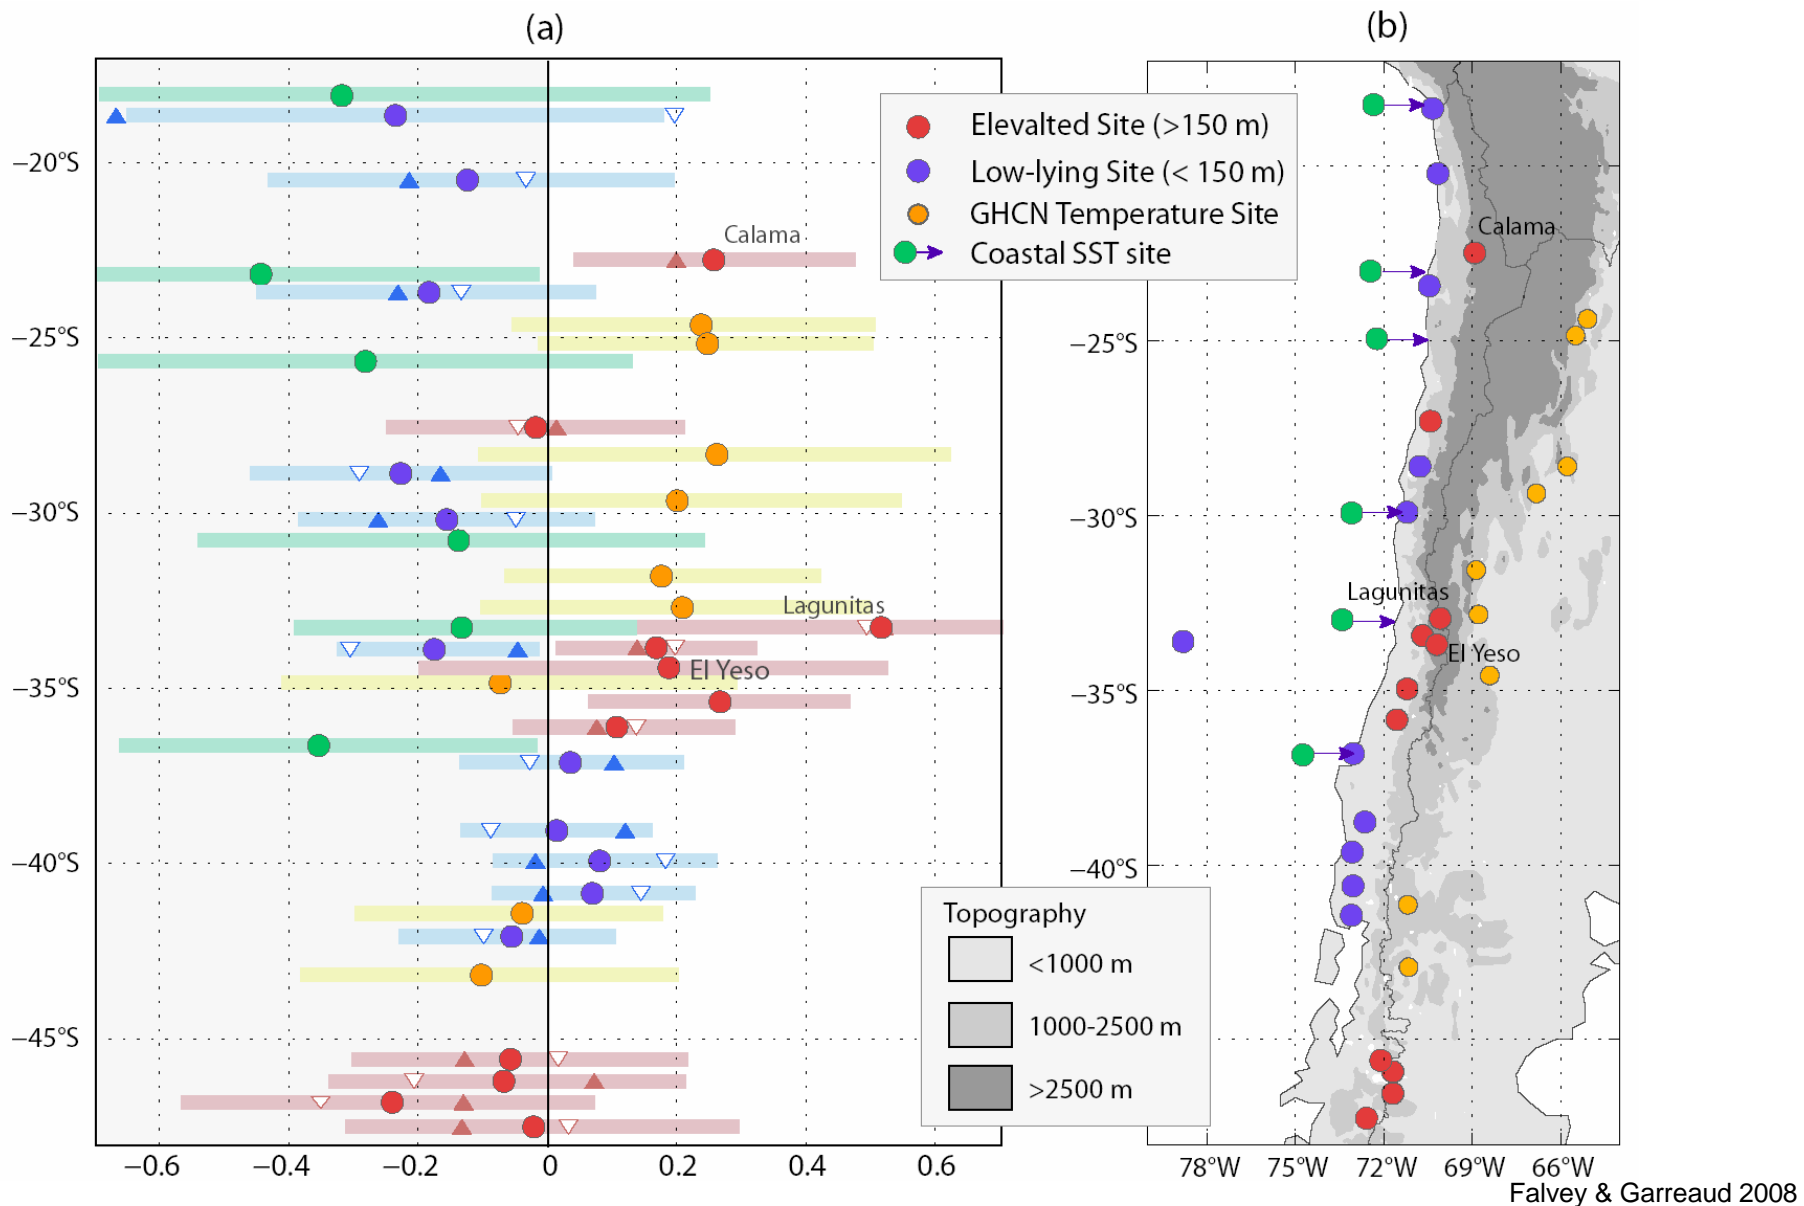 (a)
(b)
−20°S
−25°S
−30°S
−35°S
−40°S
−45°S
Calama
Lagunitas
El Yeso
−0.6
−0.4
−0.2
0
0.2
0.4
0.6
Elevalted Site (>150 m)
Low-lying Site (< 150 m)
GHCN Temperature Site
Coastal SST site
Calama
Lagunitas
El Yeso
−25°S
−30°S
−35°S
−40°S
Topography
<1000 m
1000-2500 m
>2500 m
78°W
75°W
72°W
69°W
66°W
Falvey & Garreaud 2008